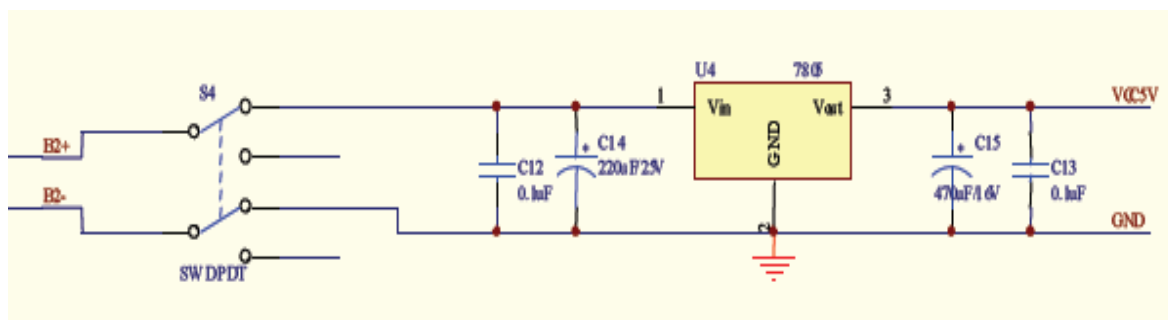 U4 7805
S4
1 Vin Vout 3 VCC5V
B2+
GND
C14
220uF/25V
C12
0.1uF
C15
470uF/16V
C13
0.1uF
B2-
2
GND
SW DPDT